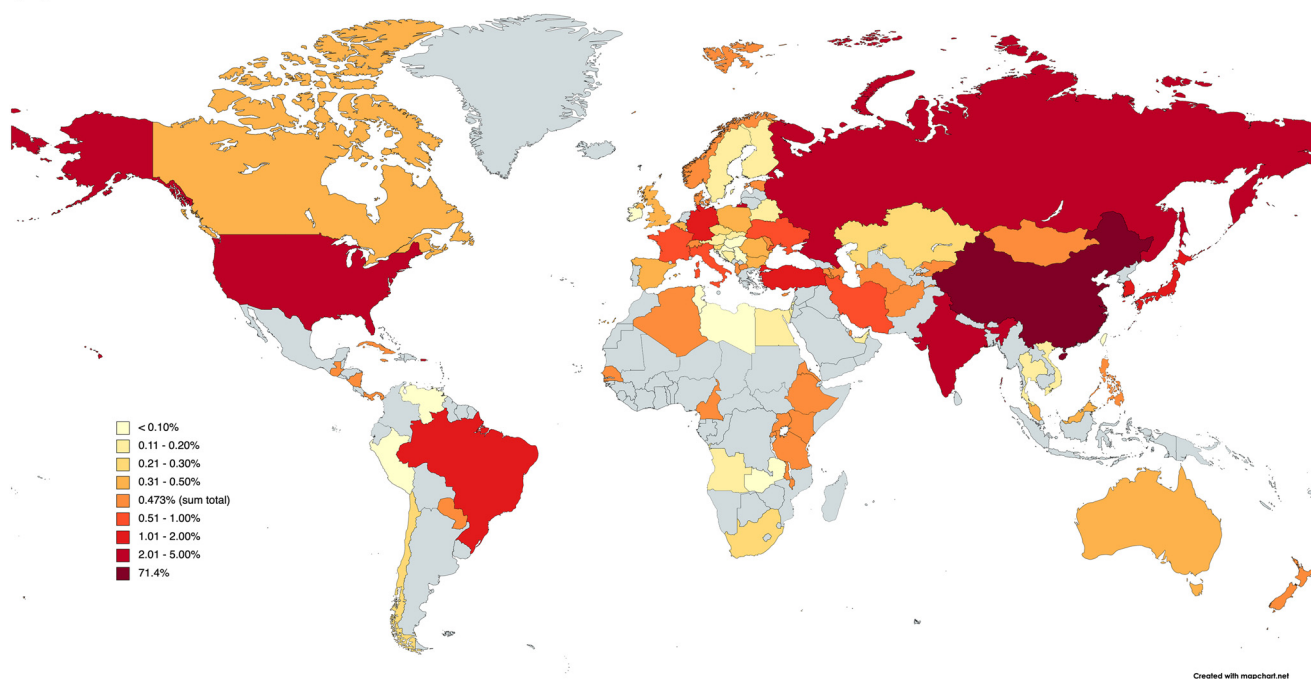 < 0.10%
0.11 - 0.20%
0.21 - 0.30%
0.31 - 0.50%
0.473% (sum total)
0.51 - 1.00%
1.01 - 2.00%
2.01 - 5.00%
71.4%
Created with mapchart.net